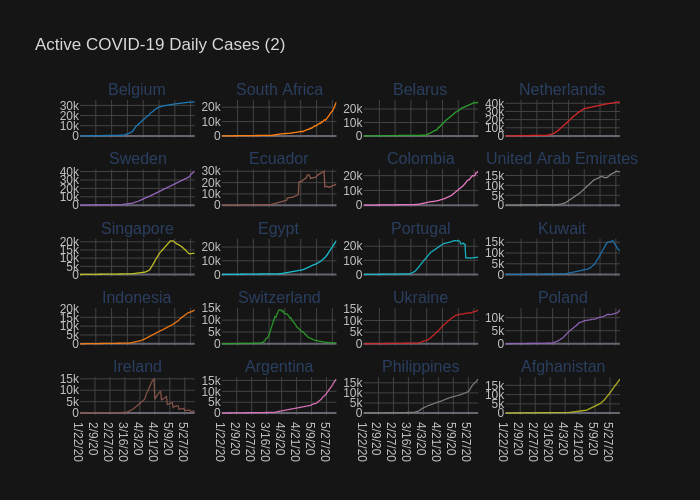 Active COVID-19 Daily Cases (2)
Belgium South Africa Belarus Netherlands
30k 20k 20k 40k
20k 10k 10k 30k
10k 0 0 20k
0 10k
0
Sweden Ecuador Colombia United Arab Emirates
40k 30k 20k 15k
30k 20k 10k 10k
20k 10k 0 5k
10k 0 0
0
Singapore Egypt Portugal Kuwait
20k 20k 20k 15k
15k 10k 10k 10k
10k 0 0 5k
5k 0
0
Indonesia Switzerland Ukraine Poland
20k 15k 15k 10k
15k 10k 10k 5k
10k 5k 5k 0
5k 0 0
0
Ireland Argentina Philippines Afghanistan
15k 15k 15k 15k
10k 10k 10k 10k
5k 5k 5k 5k
0 0 0 0
1/22/20 2/9/20 2/27/20 3/16/20 4/3/20 4/21/20 5/9/20 5/27/20 1/22/20 2/9/20 2/27/20 3/16/20 4/3/20 4/21/20 5/9/20 5/27/20 1/22/20 2/9/20 2/27/20 3/16/20 4/3/20 4/21/20 5/9/20 5/27/20 1/22/20 2/9/20 2/27/20 3/16/20 4/3/20 4/21/20 5/9/20 5/27/20